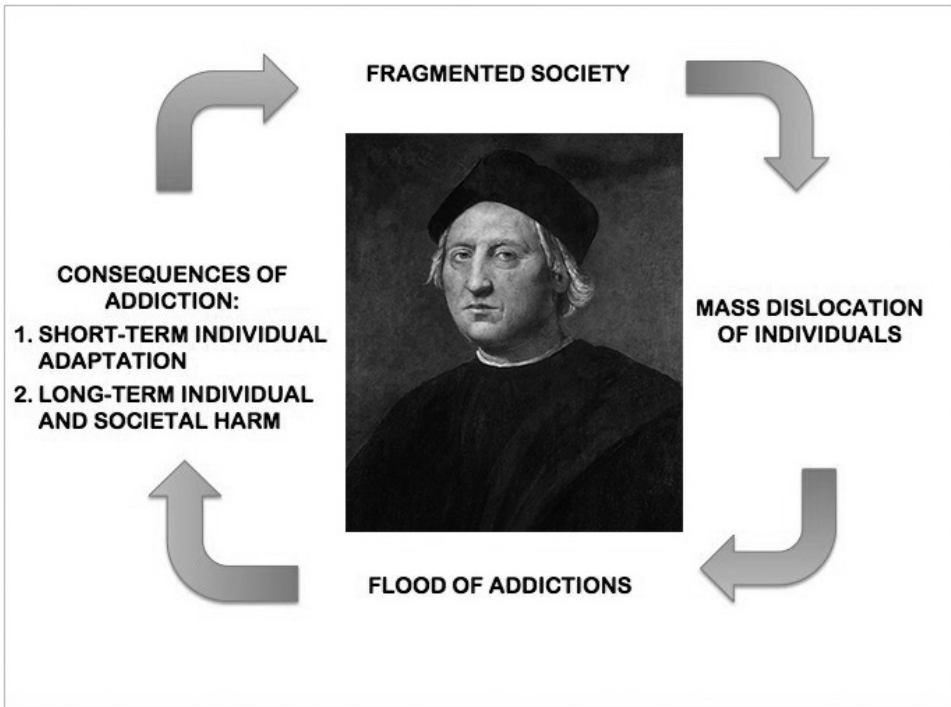 FRAGMENTED SOCIETY
MASS DISLOCATION
OF INDIVIDUALS
FLOOD OF ADDICTIONS
CONSEQUENCES OF
ADDICTION:
1. SHORT-TERM INDIVIDUAL
ADAPTATION
2. LONG-TERM INDIVIDUAL
AND SOCIETAL HARM